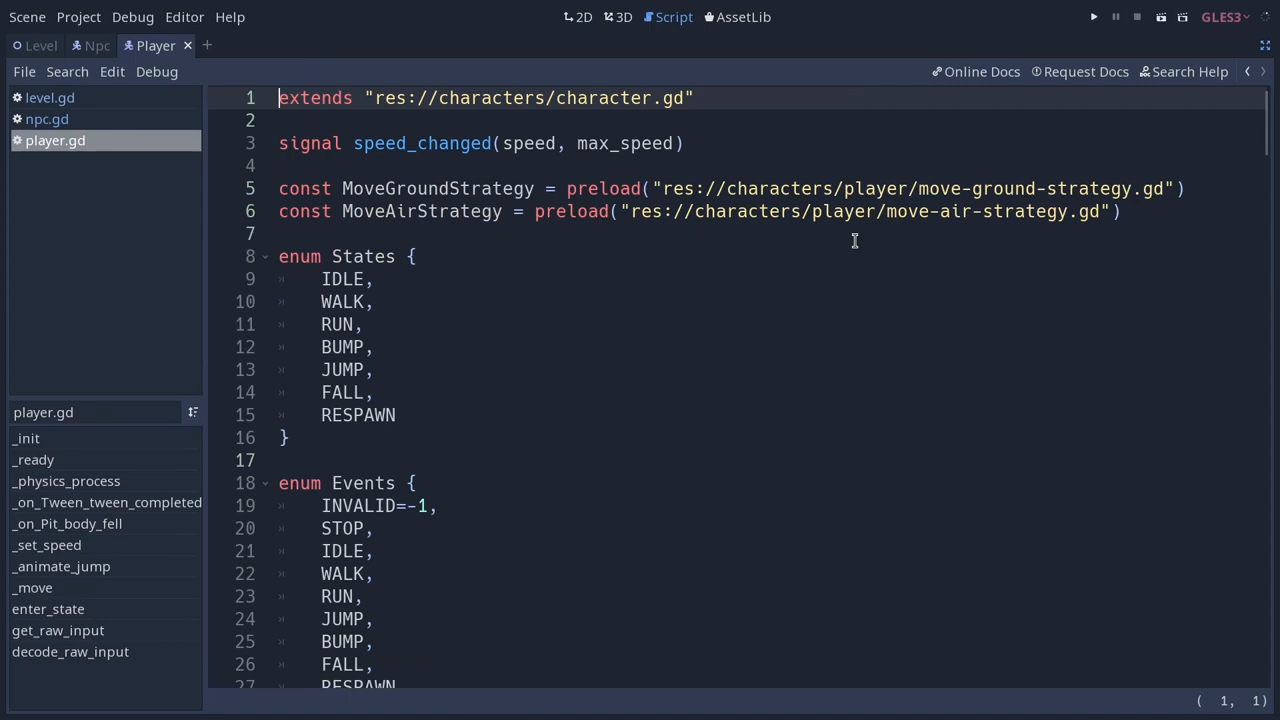 Scene Project Debug Editor Help 2D 3D Script AssetLib GLES3
Level Npc Player × +
File Search Edit Debug Online Docs Request Docs Search Help < >
level.gd
npc.gd
player.gd
player.gd
_init
_ready
_physics_process
_on_Tween_tween_completed
_on_Pit_body_fell
_set_speed
_animate_jump
_move
enter_state
get_raw_input
decode_raw_input
1 extends "res://characters/character.gd"
2
3 signal speed_changed(speed, max_speed)
4
5 const MoveGroundStrategy = preload("res://characters/player/move-ground-strategy.gd")
6 const MoveAirStrategy = preload("res://characters/player/move-air-strategy.gd")
7
8 enum States {
9 IDLE,
10 WALK,
11 RUN,
12 BUMP,
13 JUMP,
14 FALL,
15 RESPAWN
16 }
17
18 enum Events {
19 INVALID=-1,
20 STOP,
21 IDLE,
22 WALK,
23 RUN,
24 JUMP,
25 BUMP,
26 FALL,
27 RESPAWN
( 1, 1)